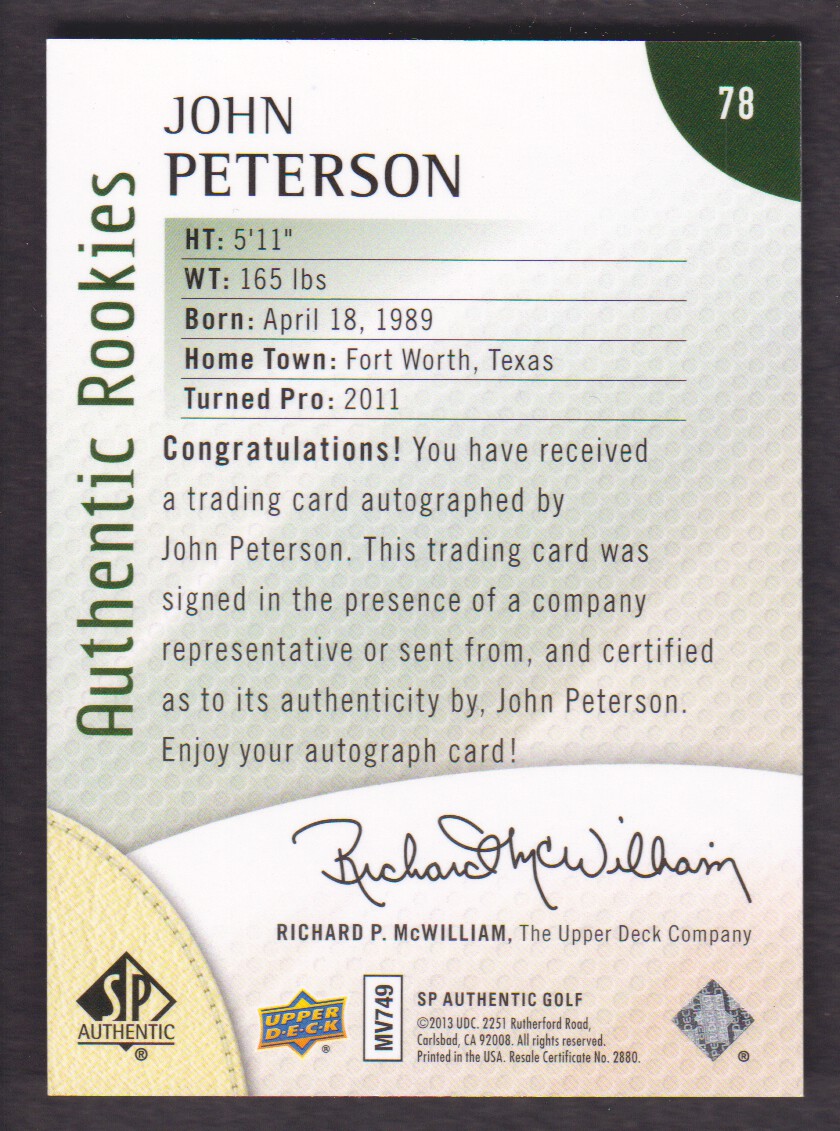 78
JOHN
PETERSON
Authentic Rookies
HT: 5'11"
WT: 165 lbs
Born: April 18, 1989
Home Town: Fort Worth, Texas
Turned Pro: 2011
Congratulations! You have received
a trading card autographed by
John Peterson. This trading card was
signed in the presence of a company
representative or sent from, and certified
as to its authenticity by, John Peterson.
Enjoy your autograph card!
Richard McWilliam
RICHARD P. McWILLIAM, The Upper Deck Company
SP
AUTHENTIC
®
UPPER
D·E·C·K
®
MV749
SP AUTHENTIC GOLF
©2013 UDC. 2251 Rutherford Road,
Carlsbad, CA 92008. All rights reserved.
Printed in the USA. Resale Certificate No. 2880.
®